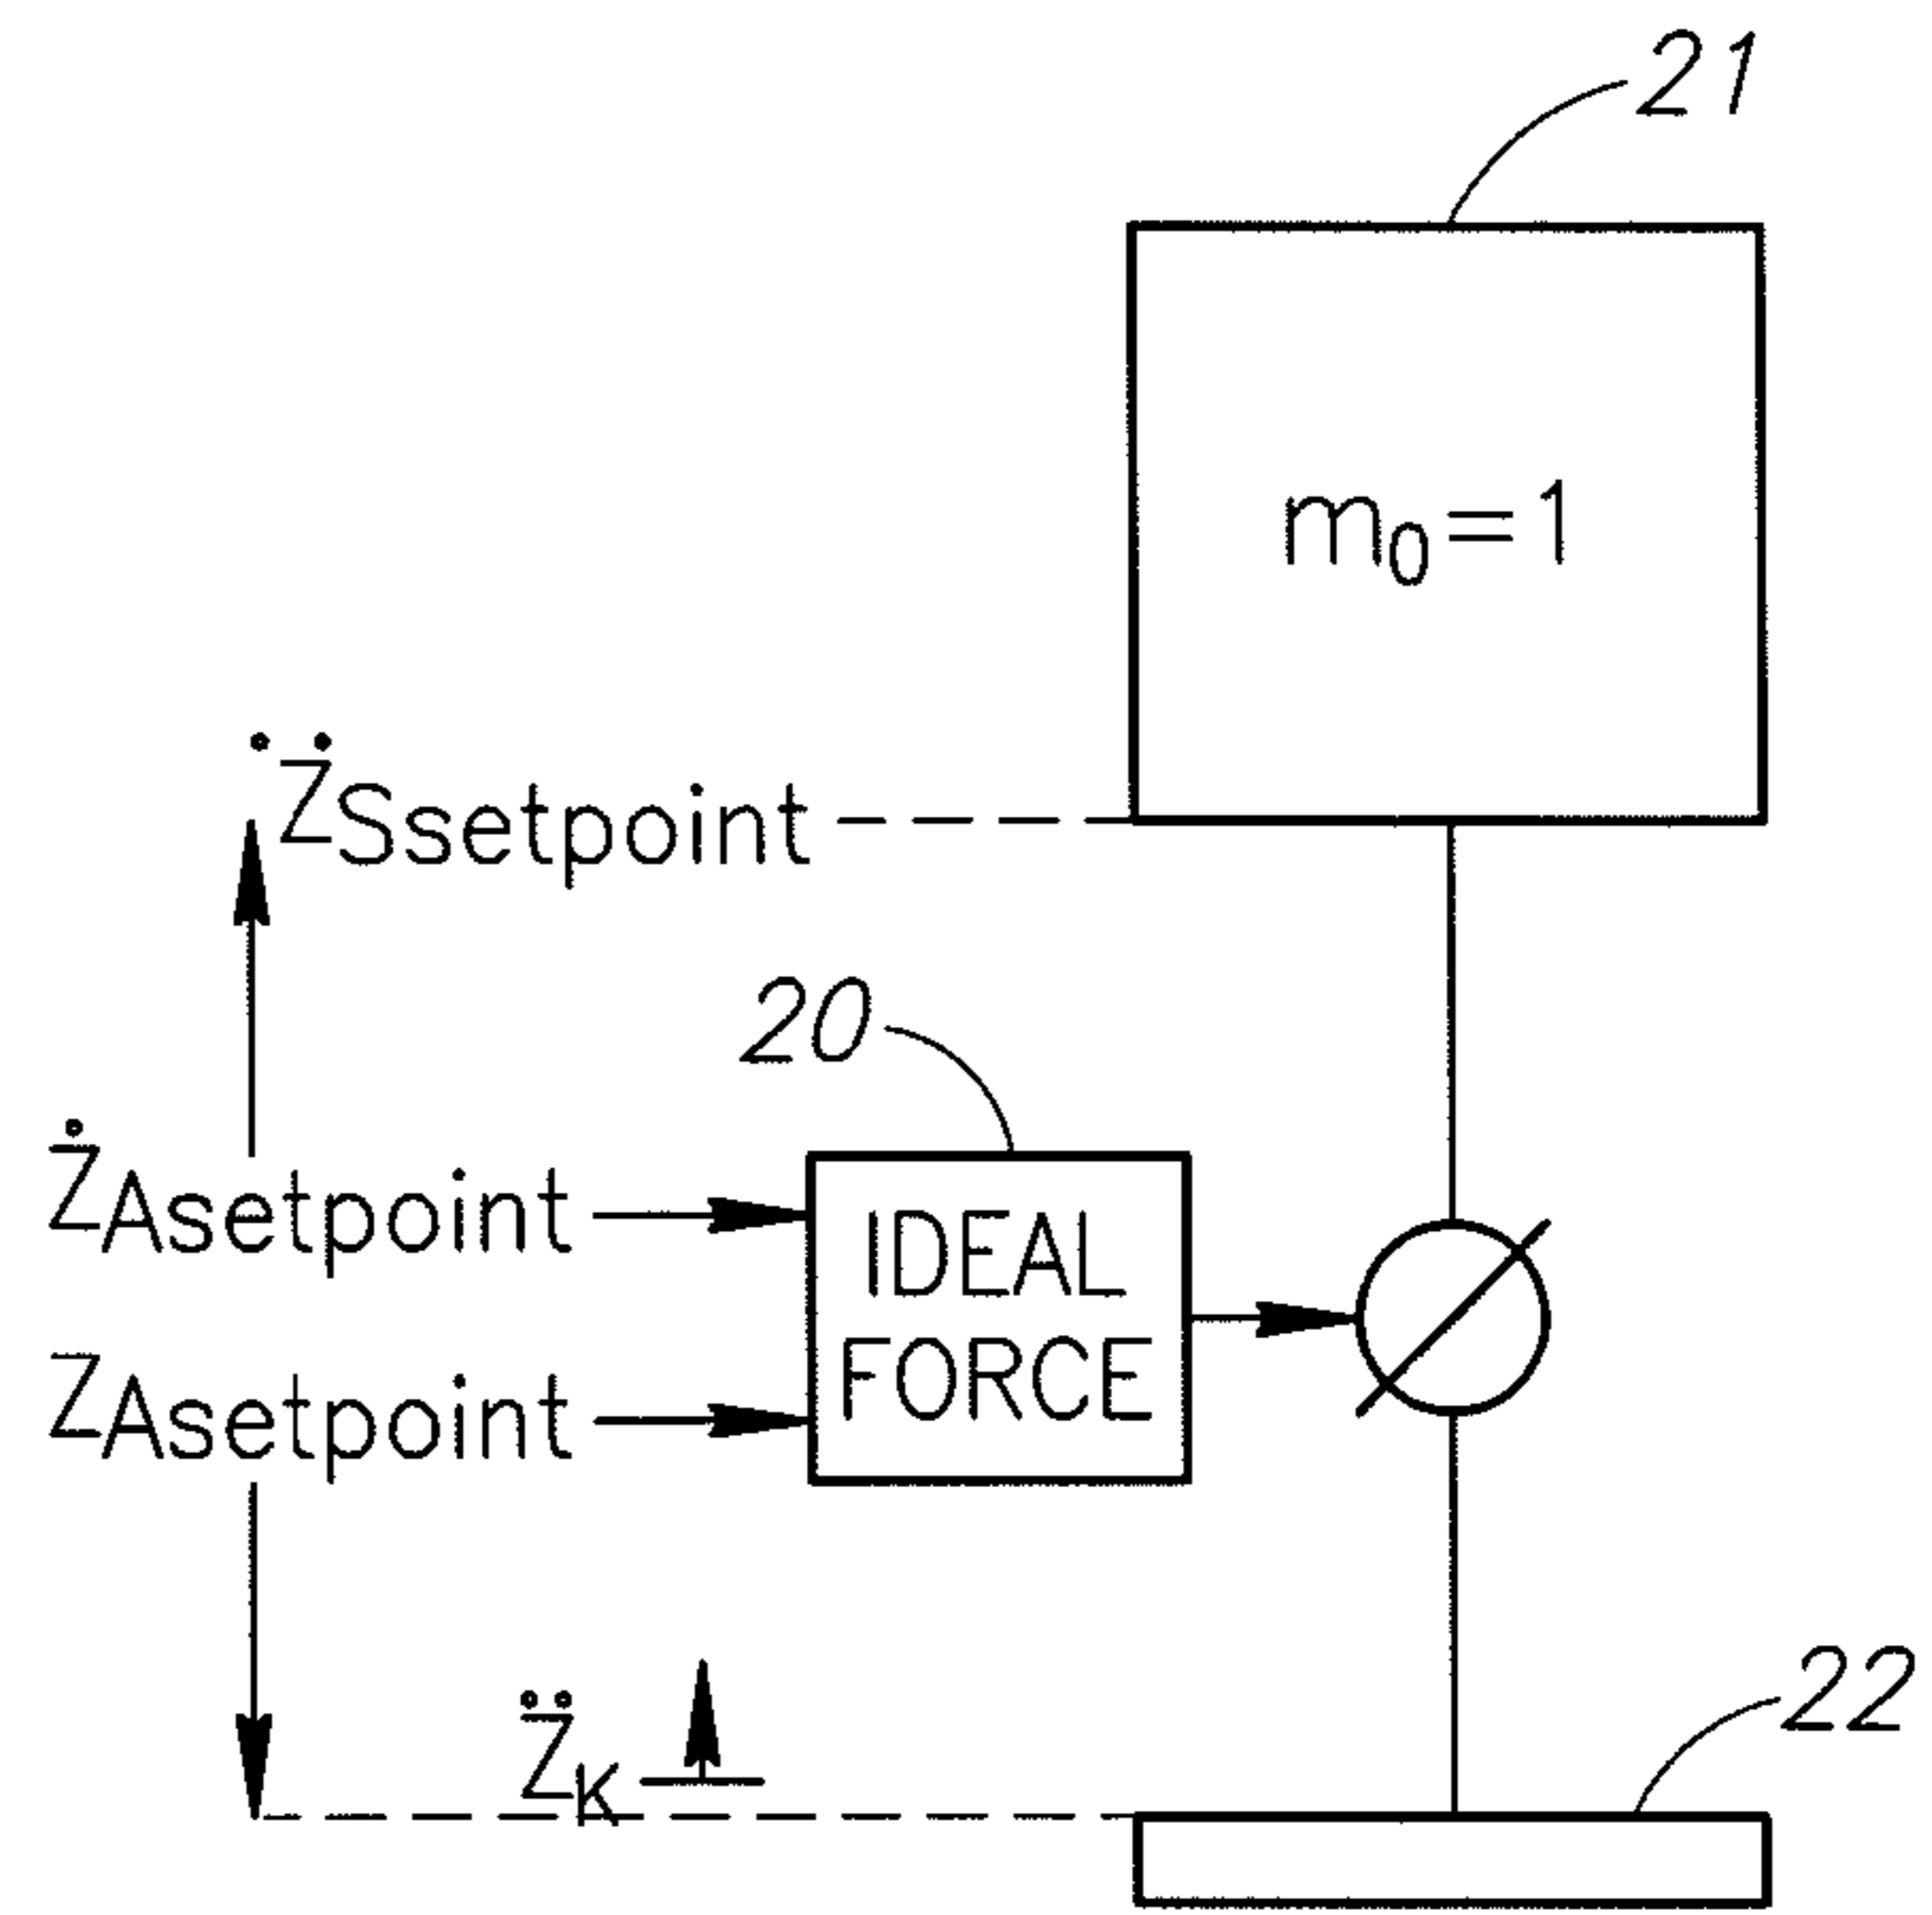 21
m₀=1
Z̈Ssetpoint
20
ŻAsetpoint
IDEAL
FORCE
ZAsetpoint
22
Z̈K